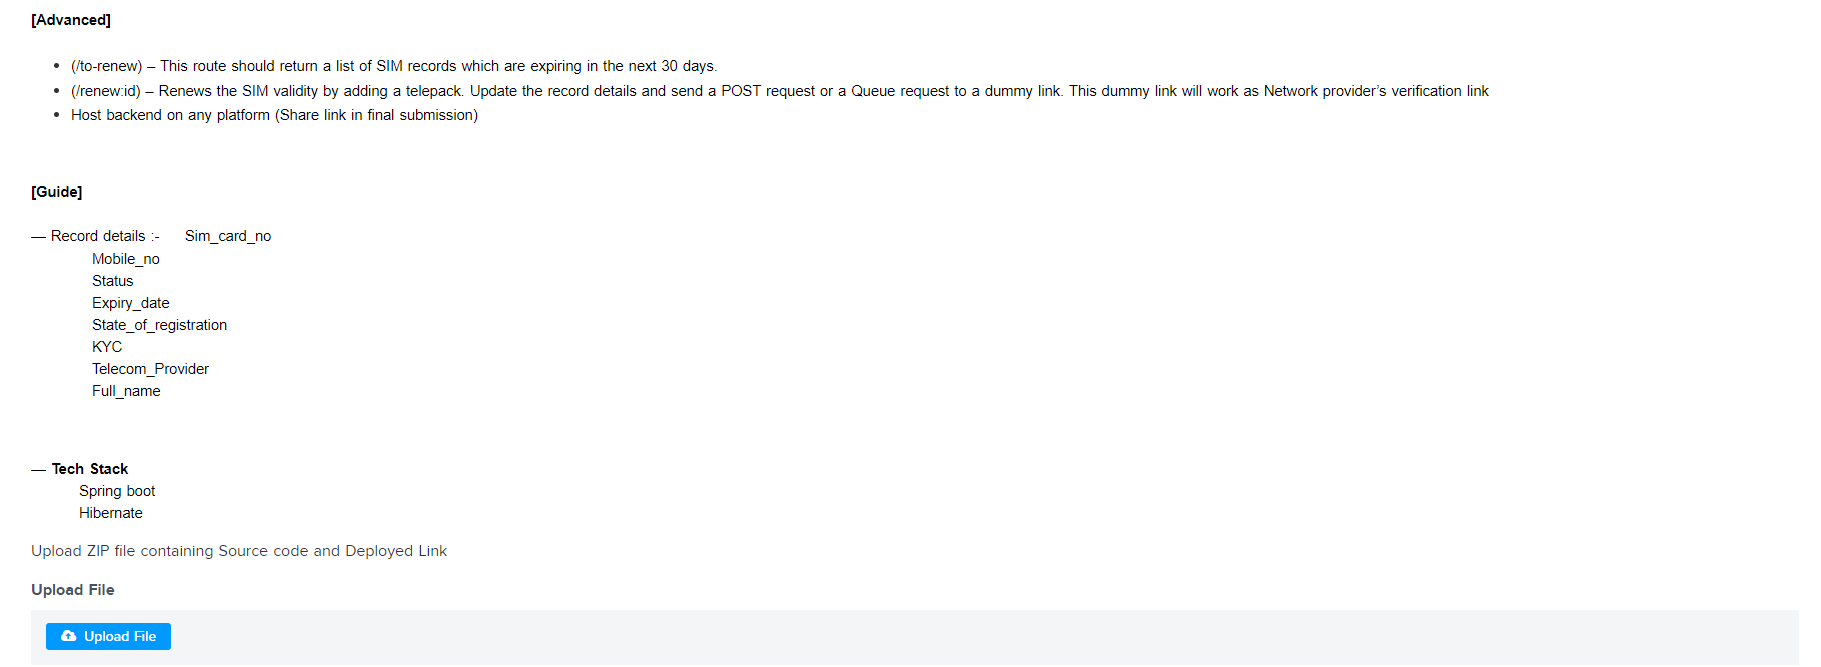 [Advanced]
• (/to-renew) – This route should return a list of SIM records which are expiring in the next 30 days.
• (/renew:id) – Renews the SIM validity by adding a telepack. Update the record details and send a POST request or a Queue request to a dummy link. This dummy link will work as Network provider’s verification link
• Host backend on any platform (Share link in final submission)
[Guide]
— Record details :- Sim_card_no
Mobile_no
Status
Expiry_date
State_of_registration
KYC
Telecom_Provider
Full_name
— Tech Stack
Spring boot
Hibernate
Upload ZIP file containing Source code and Deployed Link
Upload File
Upload File